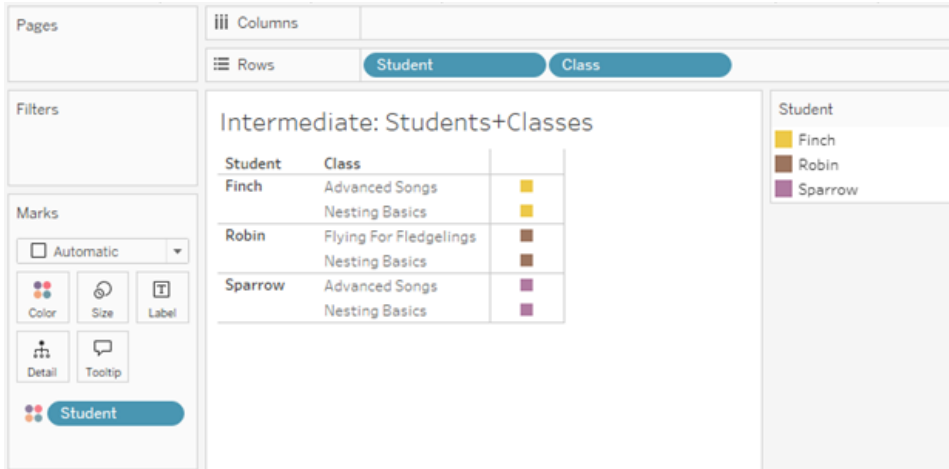 Pages
Columns
Rows
Student
Class
Filters
Marks
Automatic
Color
Size
Label
Detail
Tooltip
Student
Intermediate: Students+Classes
Student Class
Finch Advanced Songs
Nesting Basics
Robin Flying For Fledgelings
Nesting Basics
Sparrow Advanced Songs
Nesting Basics
Student
Finch
Robin
Sparrow